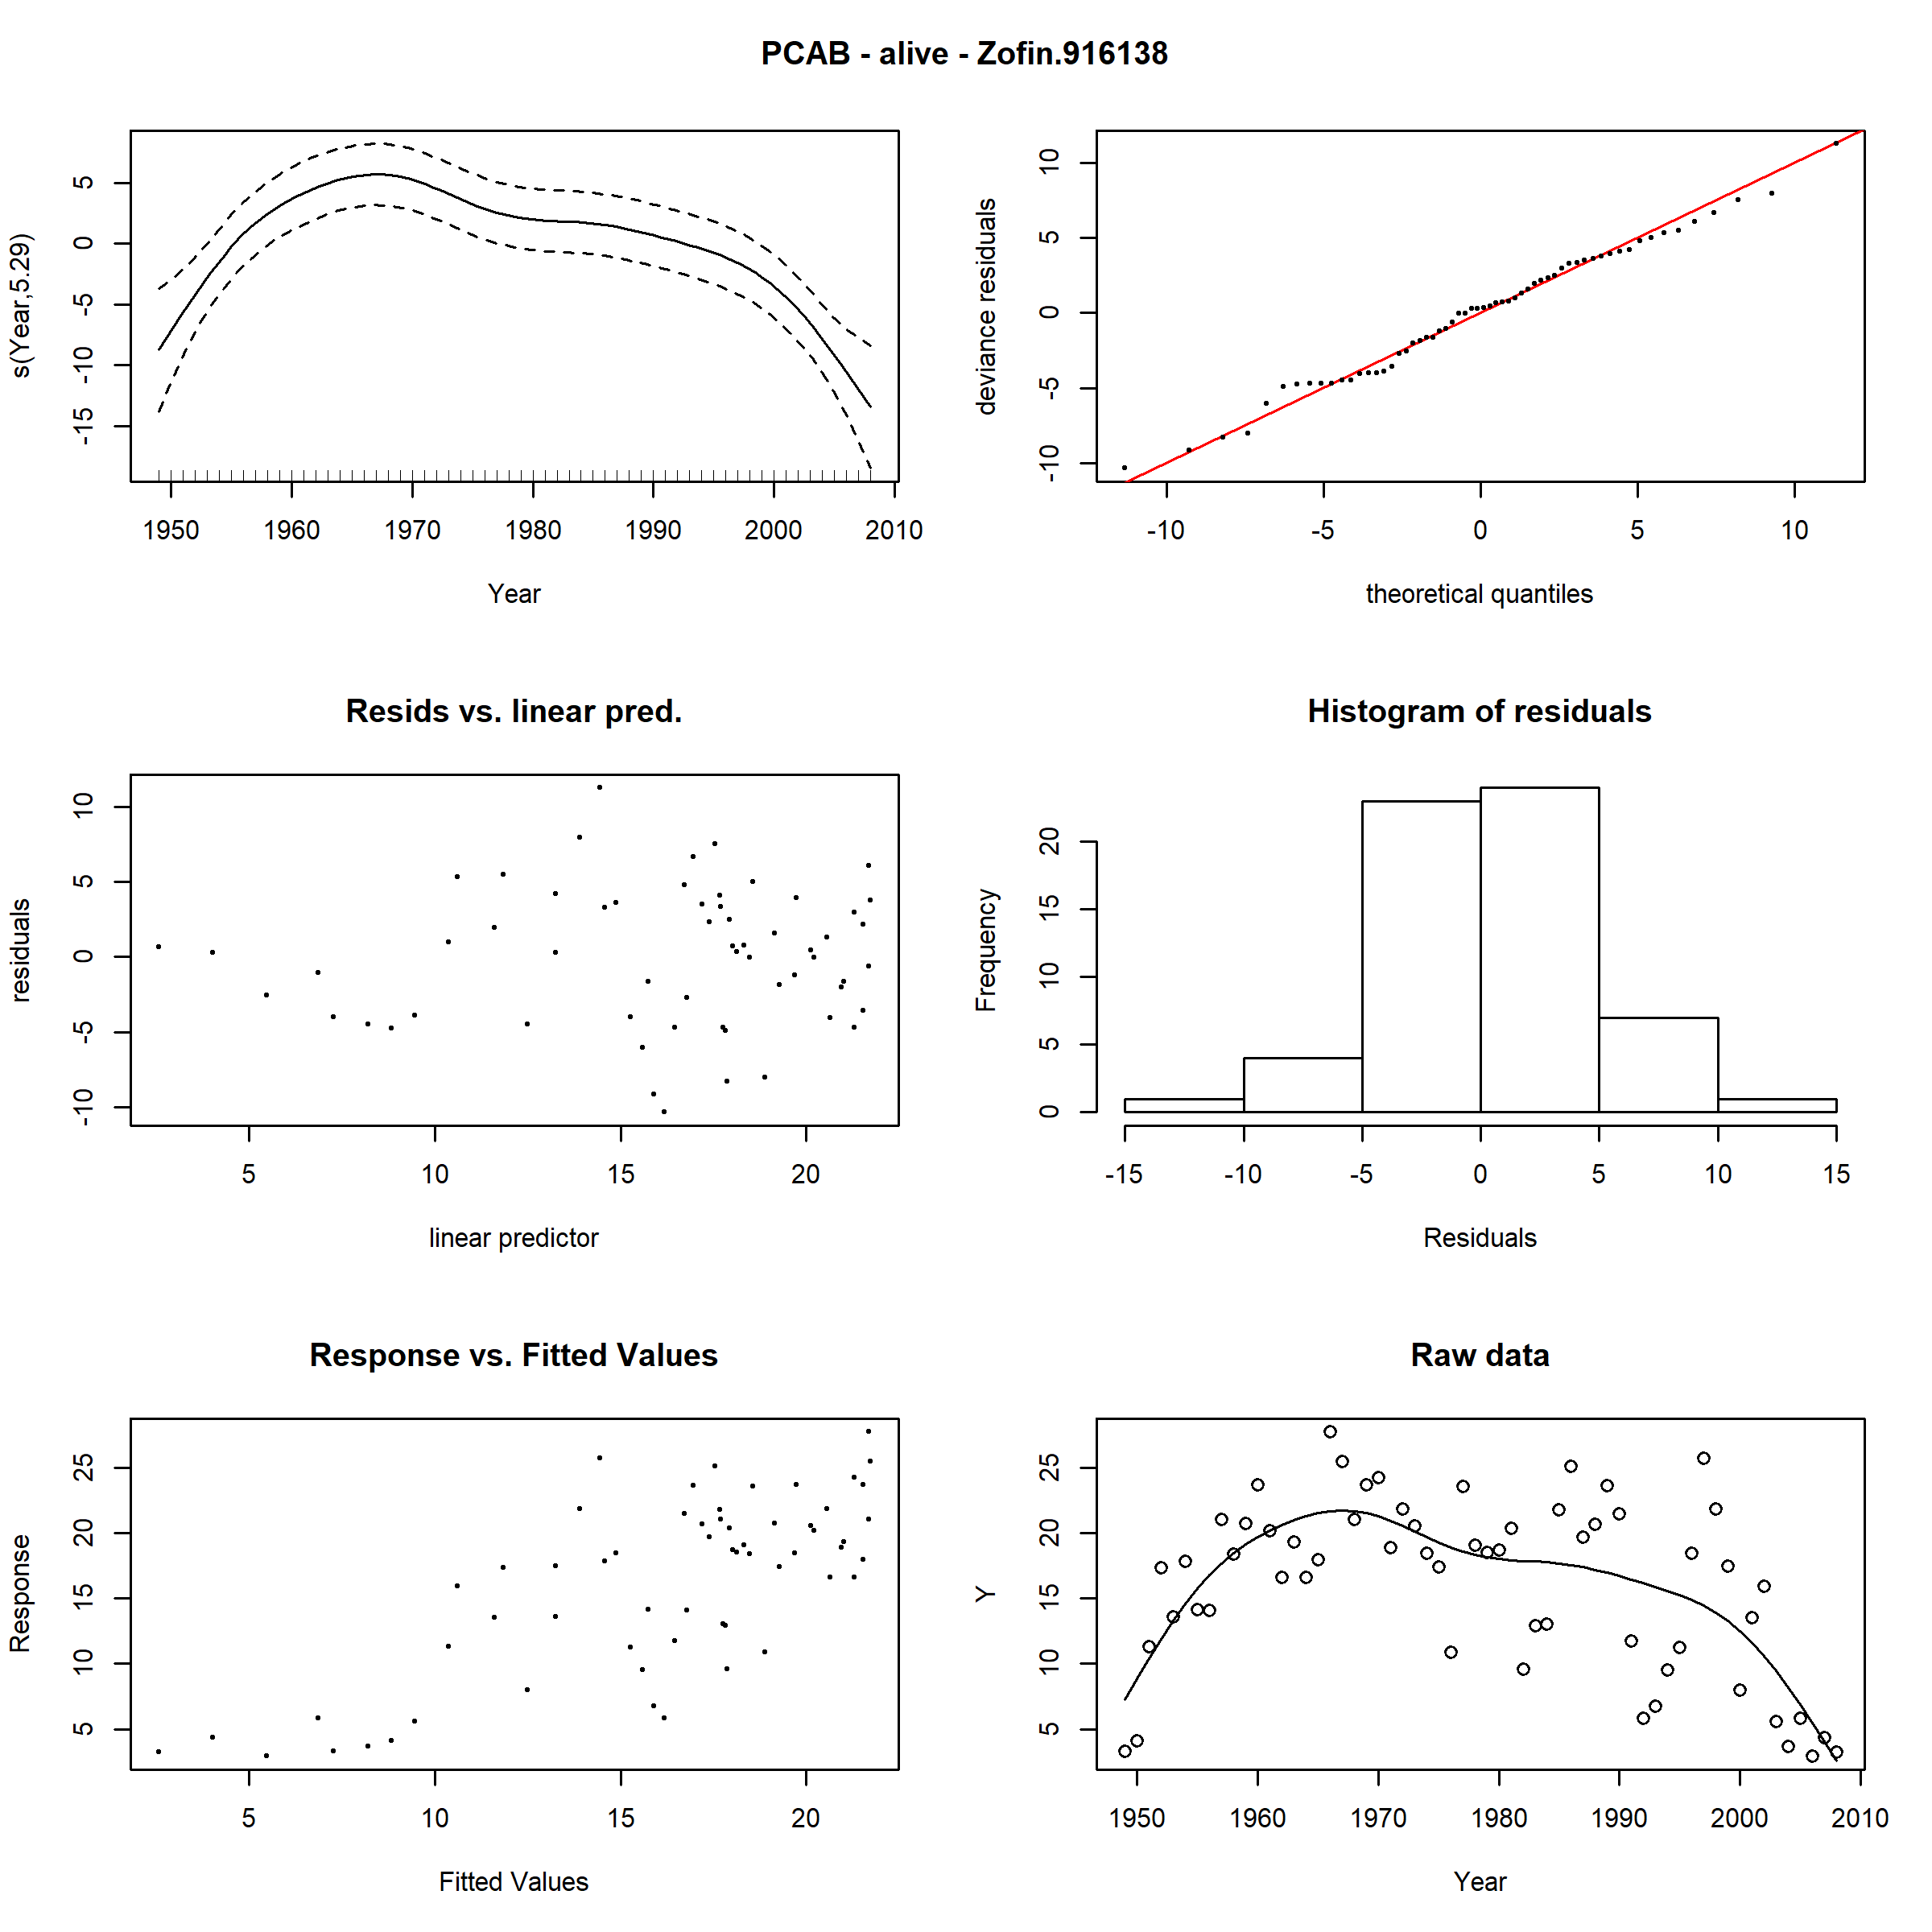 PCAB - alive - Zofin.916138
s(Year,5.29)
5
0
-5
-10
-15
1950 1960 1970 1980 1990 2000 2010
Year
deviance residuals
10
5
0
-5
-10
-10 -5 0 5 10
theoretical quantiles
Resids vs. linear pred.
residuals
10
5
0
-5
-10
5 10 15 20
linear predictor
Histogram of residuals
Frequency
20
15
10
5
0
-15 -10 -5 0 5 10 15
Residuals
Response vs. Fitted Values
Response
25
20
15
10
5
5 10 15 20
Fitted Values
Raw data
Y
25
20
15
10
5
1950 1960 1970 1980 1990 2000 2010
Year